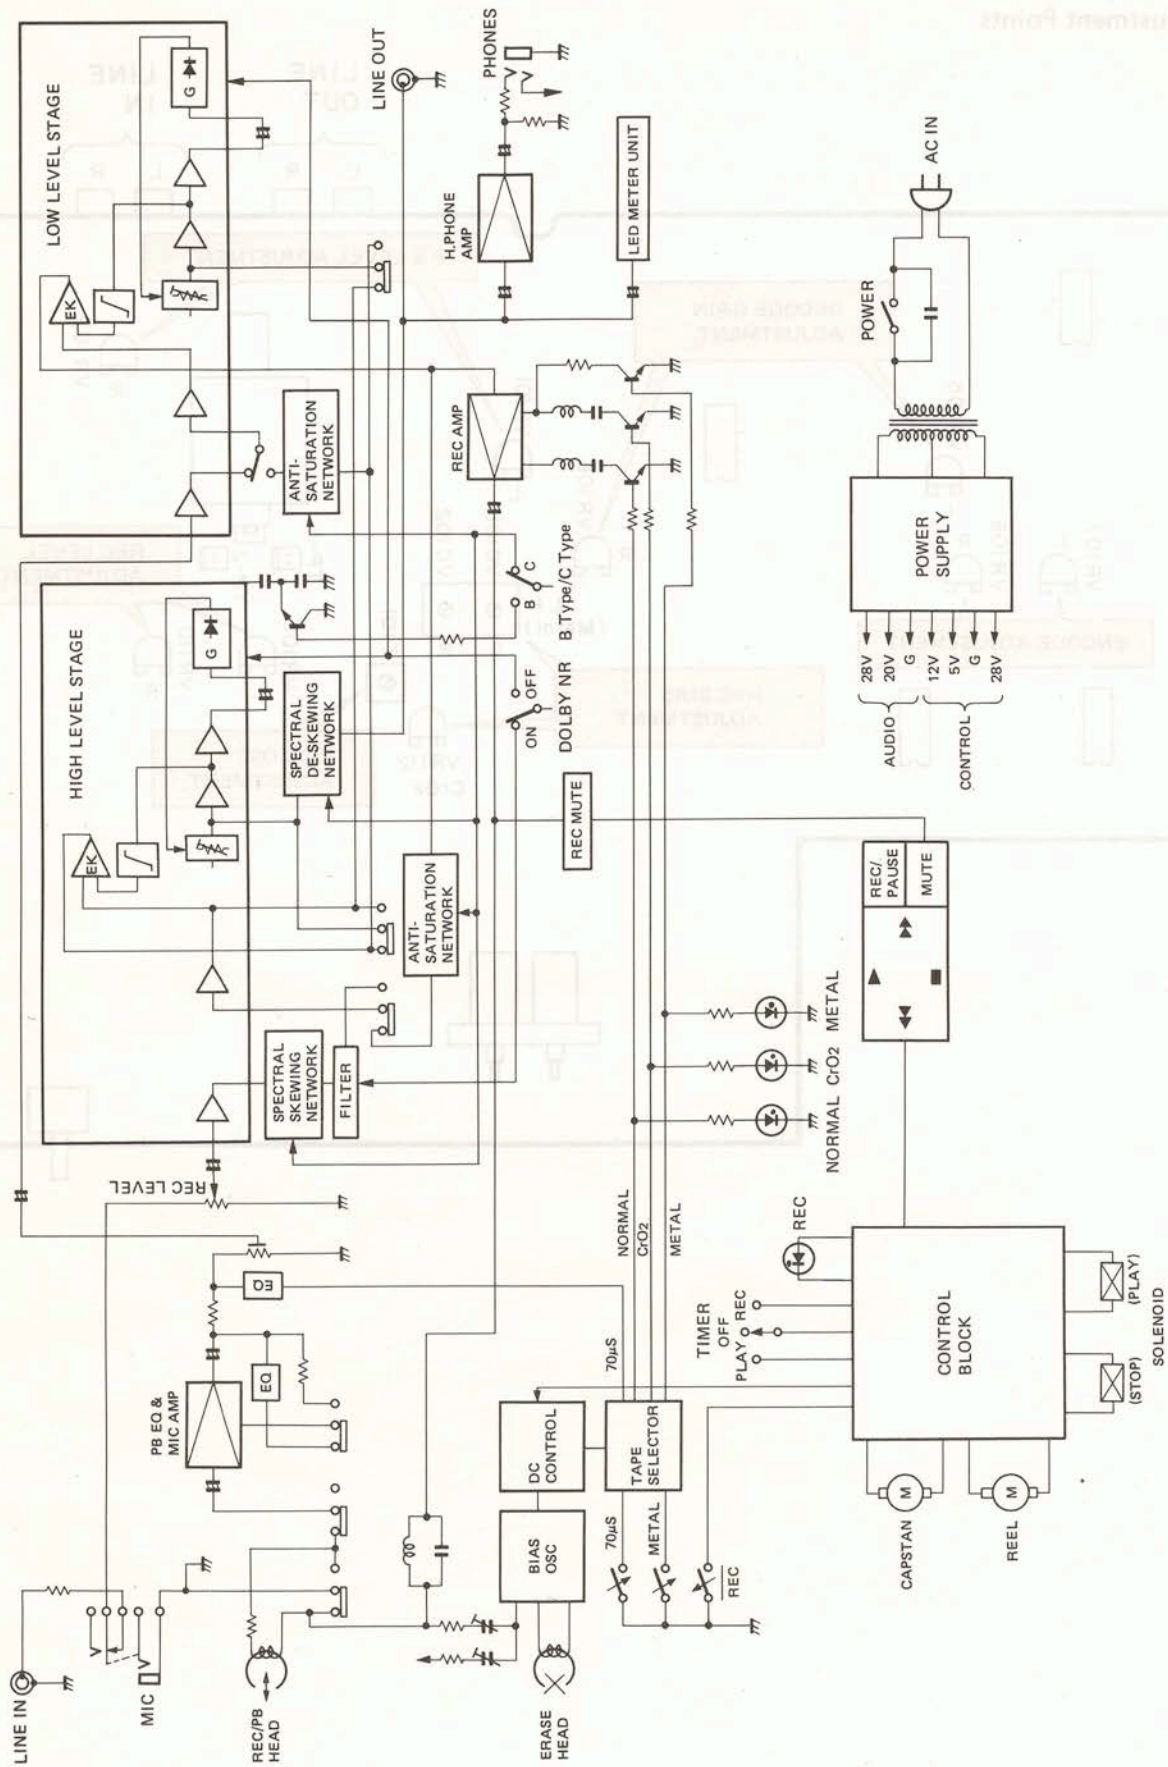 LINE IN
MIC
REC/PB
HEAD
ERASE
HEAD
PB EQ &
MIC AMP
EQ
EQ
REC LEVEL
HIGH LEVEL STAGE
EK
G
SPECTRAL
SKEWING
NETWORK
FILTER
ANTI-
SATURATION
NETWORK
SPECTRAL
DE-SKEWING
NETWORK
LOW LEVEL STAGE
EK
G
ANTI-
SATURATION
NETWORK
LINE OUT
PHONES
H.PHONE
AMP
LED METER UNIT
REC AMP
B
C
B Type/C Type
ON
OFF
DOLBY NR
REC MUTE
BIAS
OSC
DC
CONTROL
TAPE
SELECTOR
70µS
METAL
REC
70µS
NORMAL
CrO2
METAL
NORMAL
CrO2
METAL
TIMER
OFF
PLAY
REC
REC
CONTROL
BLOCK
CAPSTAN
M
REEL
M
(STOP)
(PLAY)
SOLENOID
REC/
PAUSE
MUTE
POWER
SUPPLY
28V
20V
G
12V
5V
G
28V
AUDIO
CONTROL
POWER
AC IN